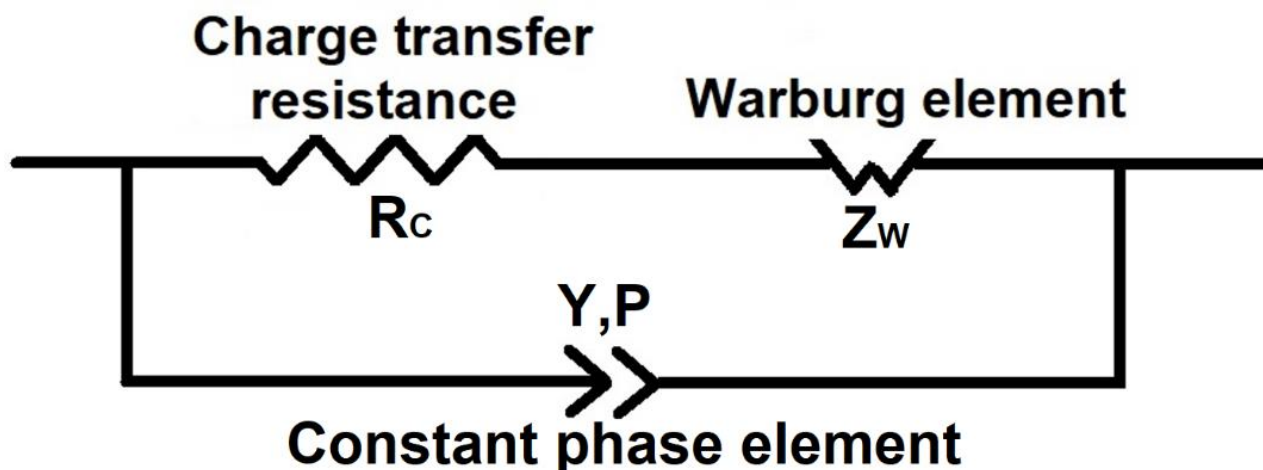 Charge transfer
resistance
Warburg element
Rc
Zw
Y,P
Constant phase element